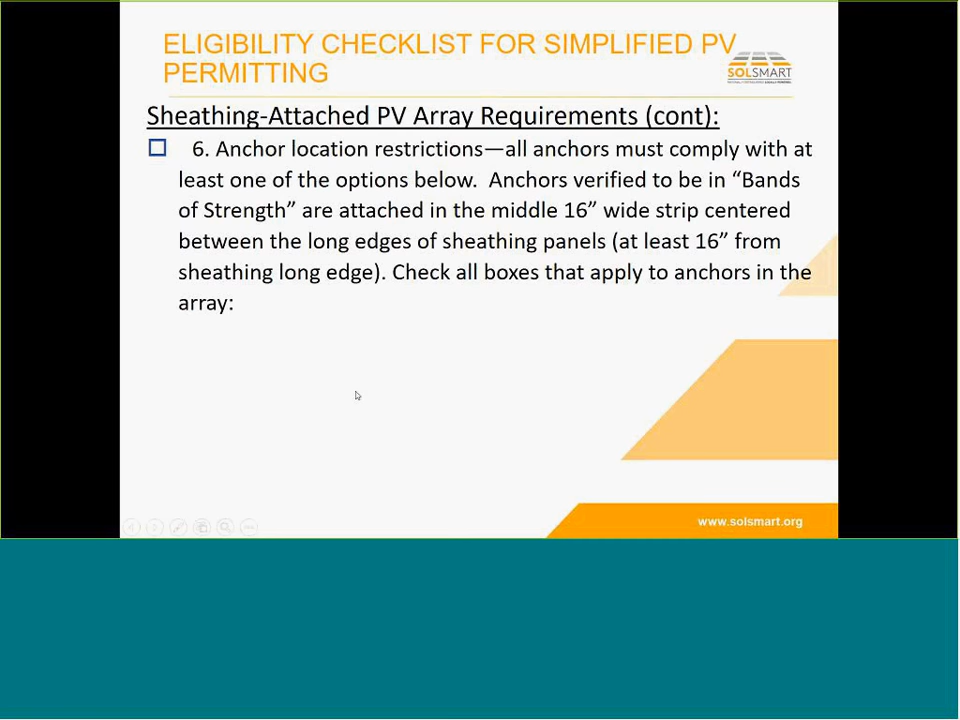 ELIGIBILITY CHECKLIST FOR SIMPLIFIED PV
PERMITTING
SOLSMART
Sheathing-Attached PV Array Requirements (cont):
6. Anchor location restrictions—all anchors must comply with at
least one of the options below.  Anchors verified to be in “Bands
of Strength” are attached in the middle 16” wide strip centered
between the long edges of sheathing panels (at least 16” from
sheathing long edge). Check all boxes that apply to anchors in the
array:
www.solsmart.org